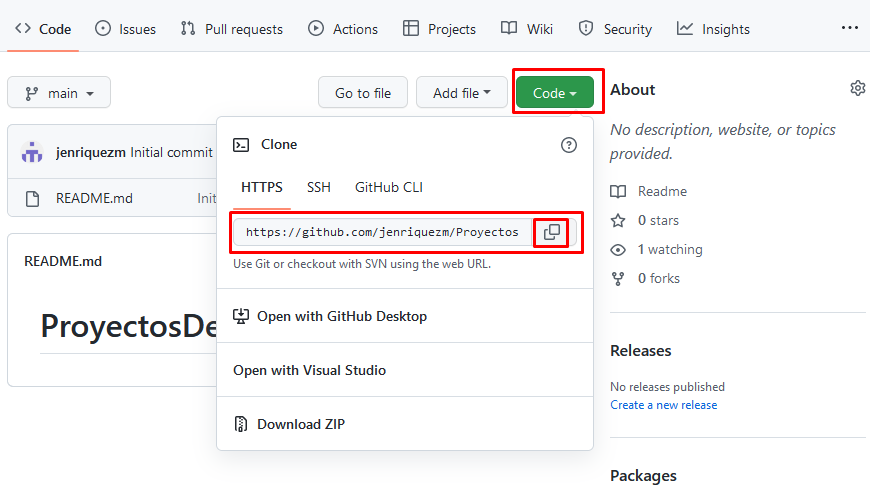 Code Issues Pull requests Actions Projects Wiki Security Insights
main Go to file Add file Code
jenriquezm Initial commit
README.md Init
README.md
ProyectosDe
Clone
HTTPS SSH GitHub CLI
https://github.com/jenriquezm/Proyectos
Use Git or checkout with SVN using the web URL.
Open with GitHub Desktop
Open with Visual Studio
Download ZIP
About
No description, website, or topics
provided.
Readme
0 stars
1 watching
0 forks
Releases
No releases published
Create a new release
Packages